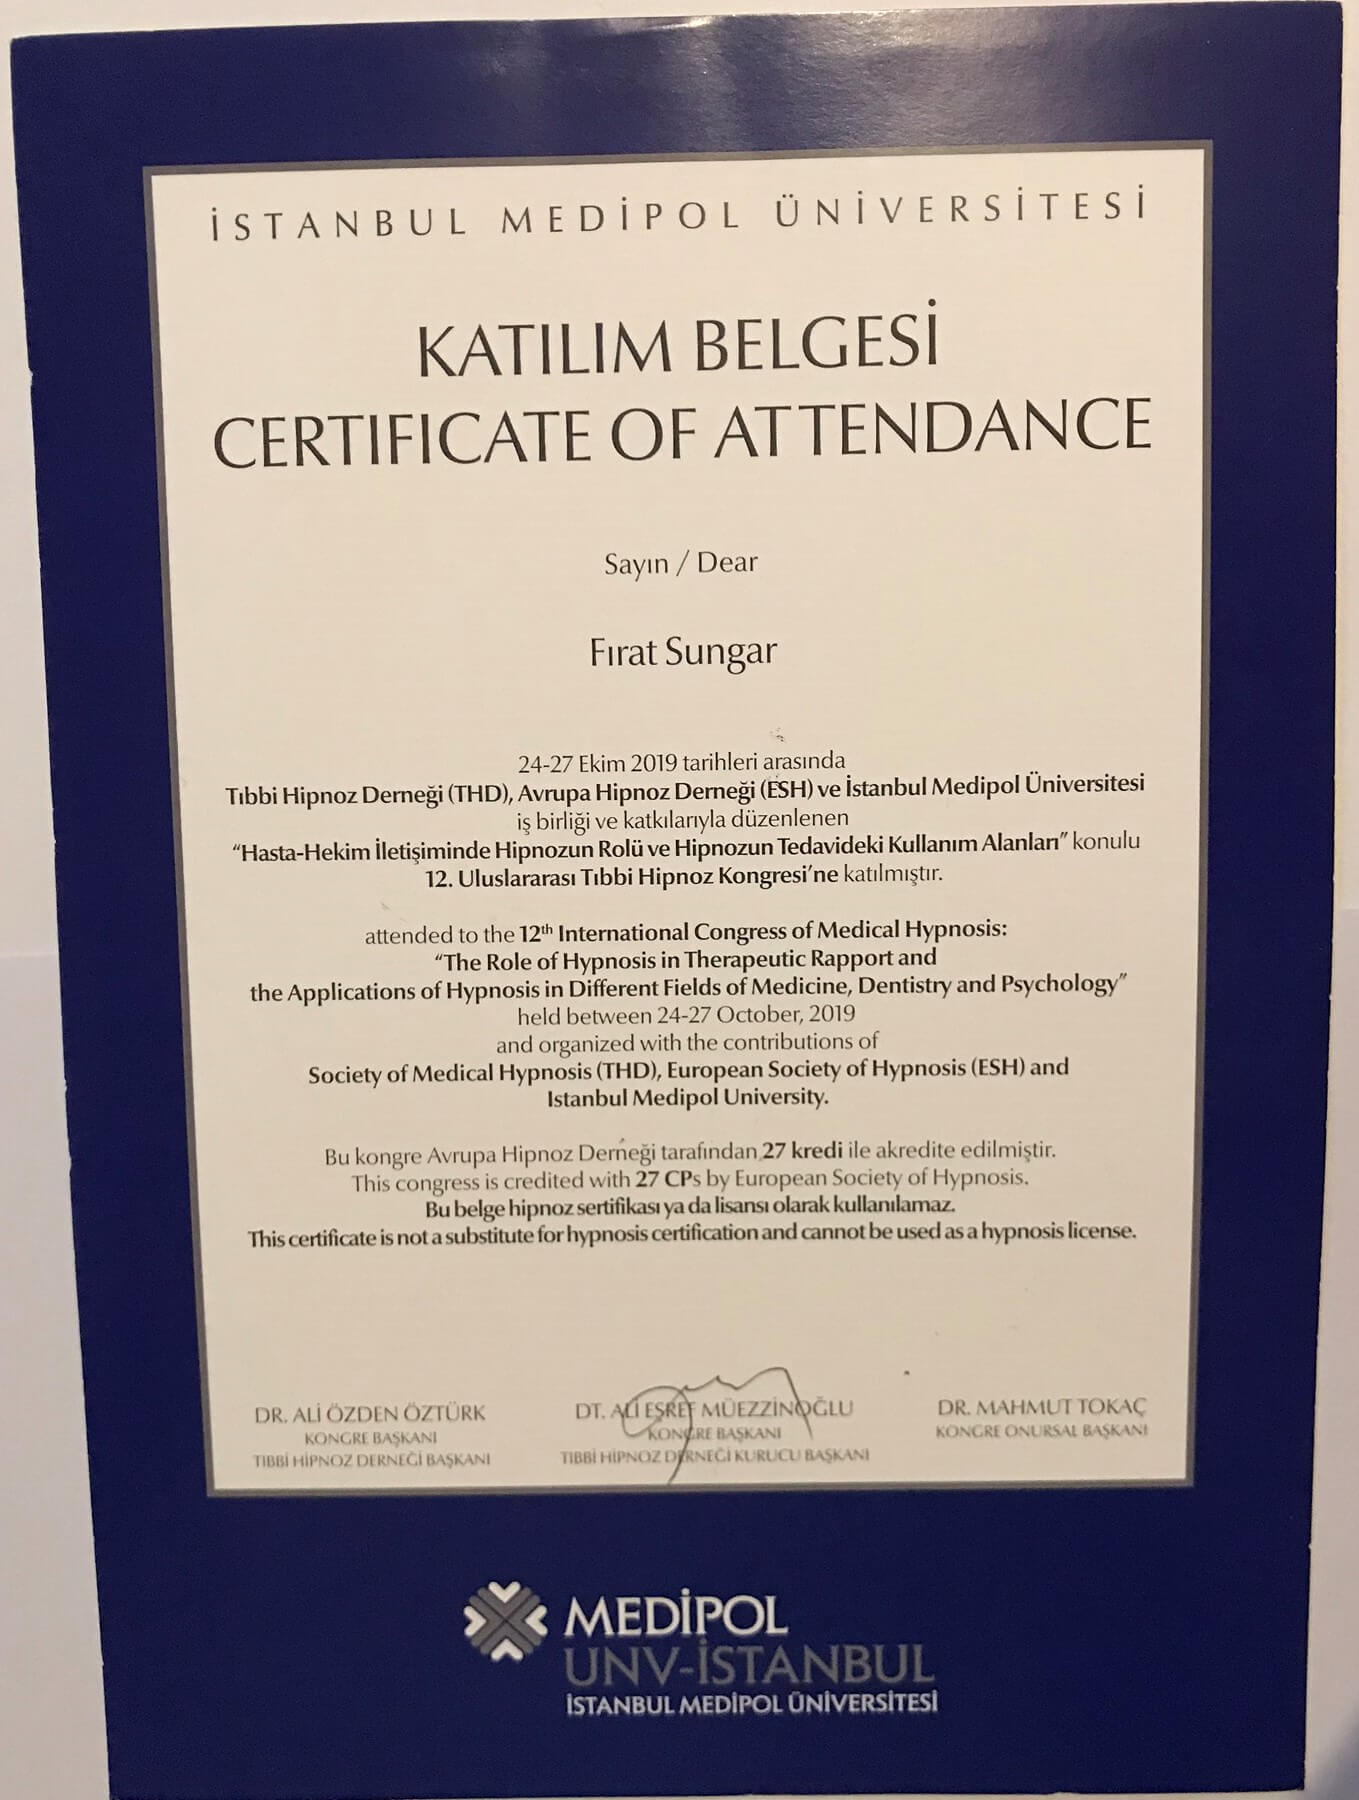 İSTANBUL MEDİPOL ÜNİVERSİTESİ
KATILIM BELGESİ
CERTIFICATE OF ATTENDANCE
Sayın / Dear
Fırat Sungar
24-27 Ekim 2019 tarihleri arasında
Tıbbi Hipnoz Derneği (THD), Avrupa Hipnoz Derneği (ESH) ve İstanbul Medipol Üniversitesi
iş birliği ve katkılarıyla düzenlenen
“Hasta-Hekim İletişiminde Hipnozun Rolü ve Hipnozun Tedavideki Kullanım Alanları” konulu
12. Uluslararası Tıbbi Hipnoz Kongresi’ne katılmıştır.
attended to the 12th International Congress of Medical Hypnosis:
“The Role of Hypnosis in Therapeutic Rapport and
the Applications of Hypnosis in Different Fields of Medicine, Dentistry and Psychology”
held between 24-27 October, 2019
and organized with the contributions of
Society of Medical Hypnosis (THD), European Society of Hypnosis (ESH) and
Istanbul Medipol University.
Bu kongre Avrupa Hipnoz Derneği tarafından 27 kredi ile akredite edilmiştir.
This congress is credited with 27 CPs by European Society of Hypnosis.
Bu belge hipnoz sertifikası ya da lisansı olarak kullanılamaz.
This certificate is not a substitute for hypnosis certification and cannot be used as a hypnosis license.
DR. ALİ ÖZDEN ÖZTÜRK
KONGRE BAŞKANI
TIBBİ HİPNOZ DERNEĞİ BAŞKANI
DT. ALİ EŞREF MÜEZZİNOĞLU
KONGRE BAŞKANI
TIBBİ HİPNOZ DERNEĞİ KURUCU BAŞKANI
DR. MAHMUT TOKAÇ
KONGRE ONURSAL BAŞKANI
MEDİPOL
UNV-İSTANBUL
İSTANBUL MEDİPOL ÜNİVERSİTESİ